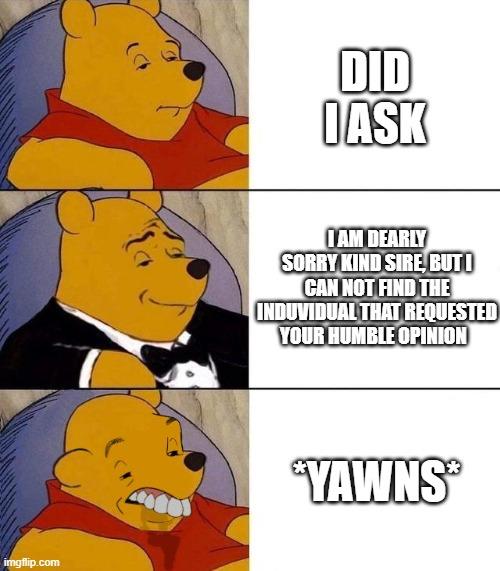 DID
I ASK
I AM DEARLY
SORRY KIND SIRE, BUT I
CAN NOT FIND THE
INDUVIDUAL THAT REQUESTED
YOUR HUMBLE OPINION
*YAWNS*
imgflip.com